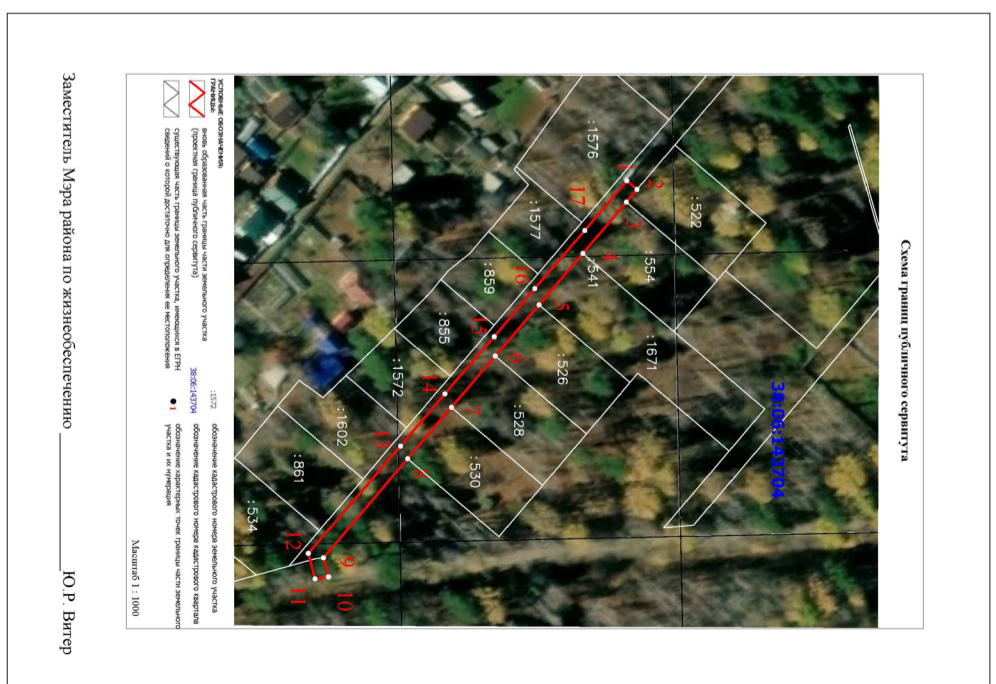 Схема границ публичного сервитута
38:06:143704
:522
:554
:1671
:541
:526
:528
:530
:1576
:1577
:859
:855
:1572
:1602
:861
:534
1
2
3
4
5
6
7
8
9
10
11
12
13
14
15
16
17
УСЛОВНЫЕ ОБОЗНАЧЕНИЯ:
ГРАНИЦЫ:
вновь образованная часть границы части земельного участка
(проектная граница публичного сервитута)
существующая часть границы земельного участка, имеющихся в ЕГРН
сведений о которой достаточно для определения ее местоположения
:1572 обозначение кадастрового номера земельного участка
38:06:143704 обозначение кадастрового номера кадастрового квартала
1 обозначение характерных точек границы части земельного
участка и их нумерация
Масштаб 1 : 1000
Заместитель Мэра района по жизнеобеспечению Ю.Р. Витер